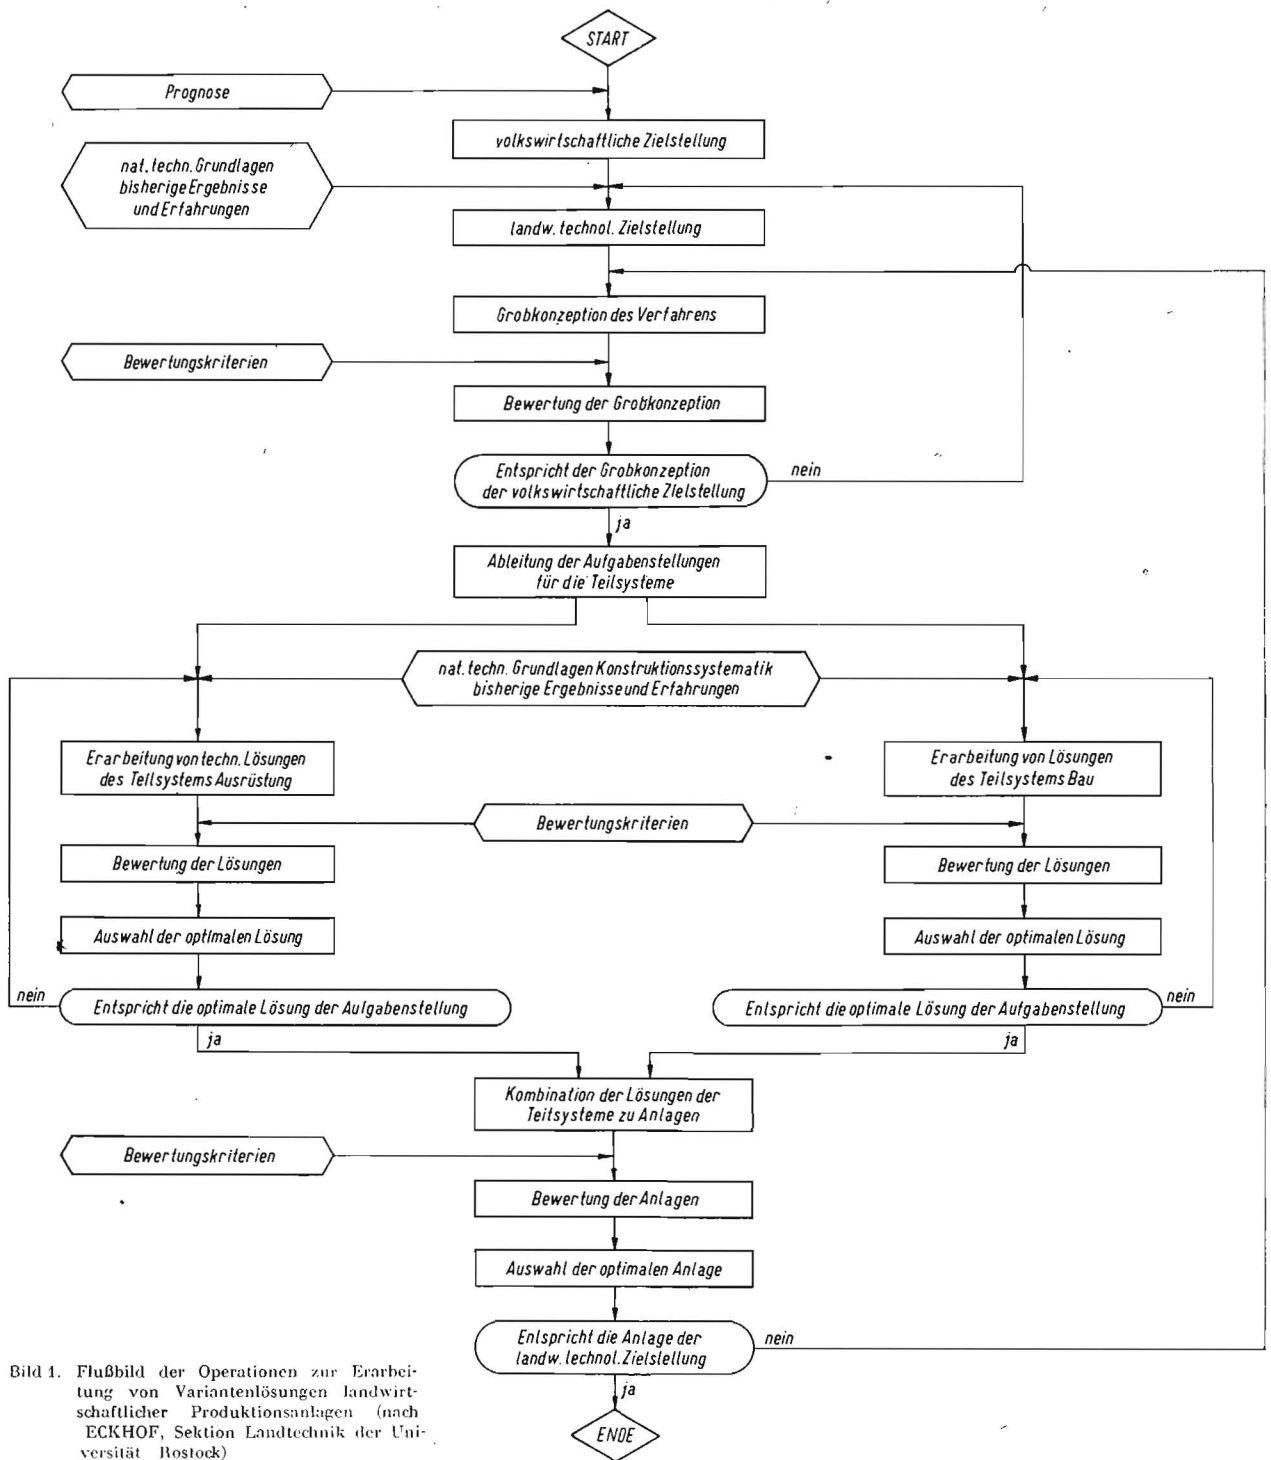 START
Prognose
volkswirtschaftliche Zielstellung
nat. techn. Grundlagen
bisherige Ergebnisse
und Erfahrungen
landw. technol. Zielstellung
Grobkonzeption des Verfahrens
Bewertungskriterien
Bewertung der Grobkonzeption
Entspricht der Grobkonzeption
der volkswirtschaftliche Zielstellung
nein
ja
Ableitung der Aufgabenstellungen
für die Teilsysteme
nat. techn. Grundlagen Konstruktionssystematik
bisherige Ergebnisse und Erfahrungen
Erarbeitung von techn. Lösungen
des Teilsystems Ausrüstung
Erarbeitung von Lösungen
des Teilsystems Bau
Bewertungskriterien
Bewertung der Lösungen
Bewertung der Lösungen
Auswahl der optimalen Lösung
Auswahl der optimalen Lösung
nein
Entspricht die optimale Lösung der Aufgabenstellung
Entspricht die optimale Lösung der Aufgabenstellung
nein
ja
ja
Kombination der Lösungen der
Teitsysteme zu Anlagen
Bewertungskriterien
Bewertung der Anlagen
Auswahl der optimalen Anlage
Entspricht die Anlage der
landw. technol. Zielstellung
nein
ja
ENDE
Bild 1. Flußbild der Operationen zur Erarbei-
tung von Variantenlösungen landwirt-
schaftlicher Produktionsanlagen (nach
ECKHOF, Sektion Landtechnik der Uni-
versität Rostock)